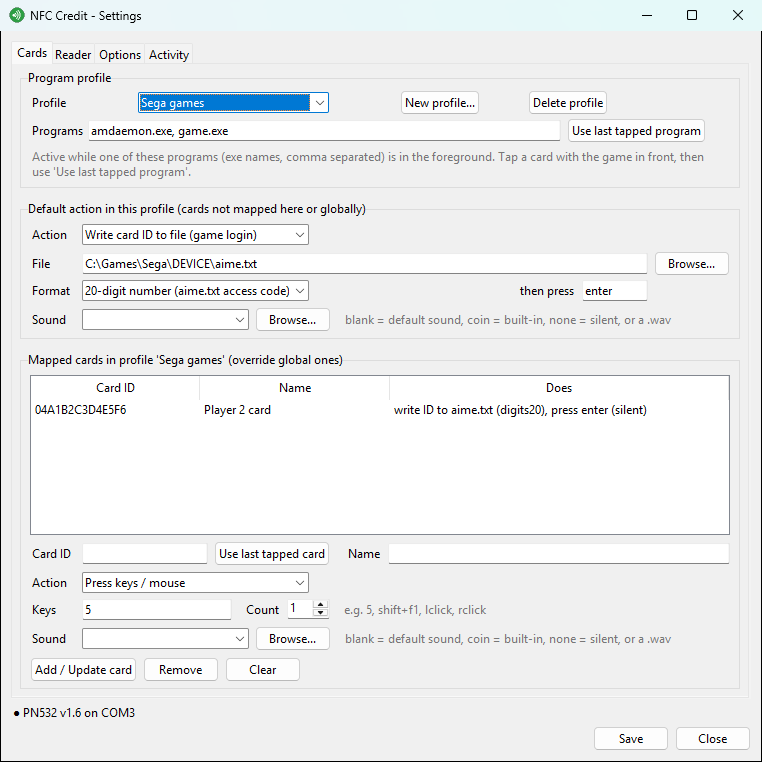 NFC Credit - Settings
Cards Reader Options Activity
Program profile
Profile Sega games New profile... Delete profile
Programs amdaemon.exe, game.exe Use last tapped program
Active while one of these programs (exe names, comma separated) is in the foreground. Tap a card with the game in front, then
use 'Use last tapped program'.
Default action in this profile (cards not mapped here or globally)
Action Write card ID to file (game login)
File C:\Games\Sega\DEVICE\aime.txt Browse...
Format 20-digit number (aime.txt access code) then press enter
Sound Browse... blank = default sound, coin = built-in, none = silent, or a .wav
Mapped cards in profile 'Sega games' (override global ones)
Card ID Name Does
04A1B2C3D4E5F6 Player 2 card write ID to aime.txt (digits20), press enter (silent)
Card ID Use last tapped card Name
Action Press keys / mouse
Keys 5 Count 1 e.g. 5, shift+f1, lclick, rclick
Sound Browse... blank = default sound, coin = built-in, none = silent, or a .wav
Add / Update card Remove Clear
● PN532 v1.6 on COM3
Save Close